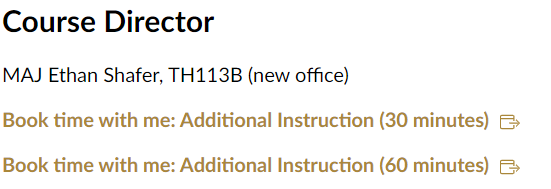 Course Director
MAJ Ethan Shafer, TH113B (new office)
Book time with me: Additional Instruction (30 minutes)
Book time with me: Additional Instruction (60 minutes)